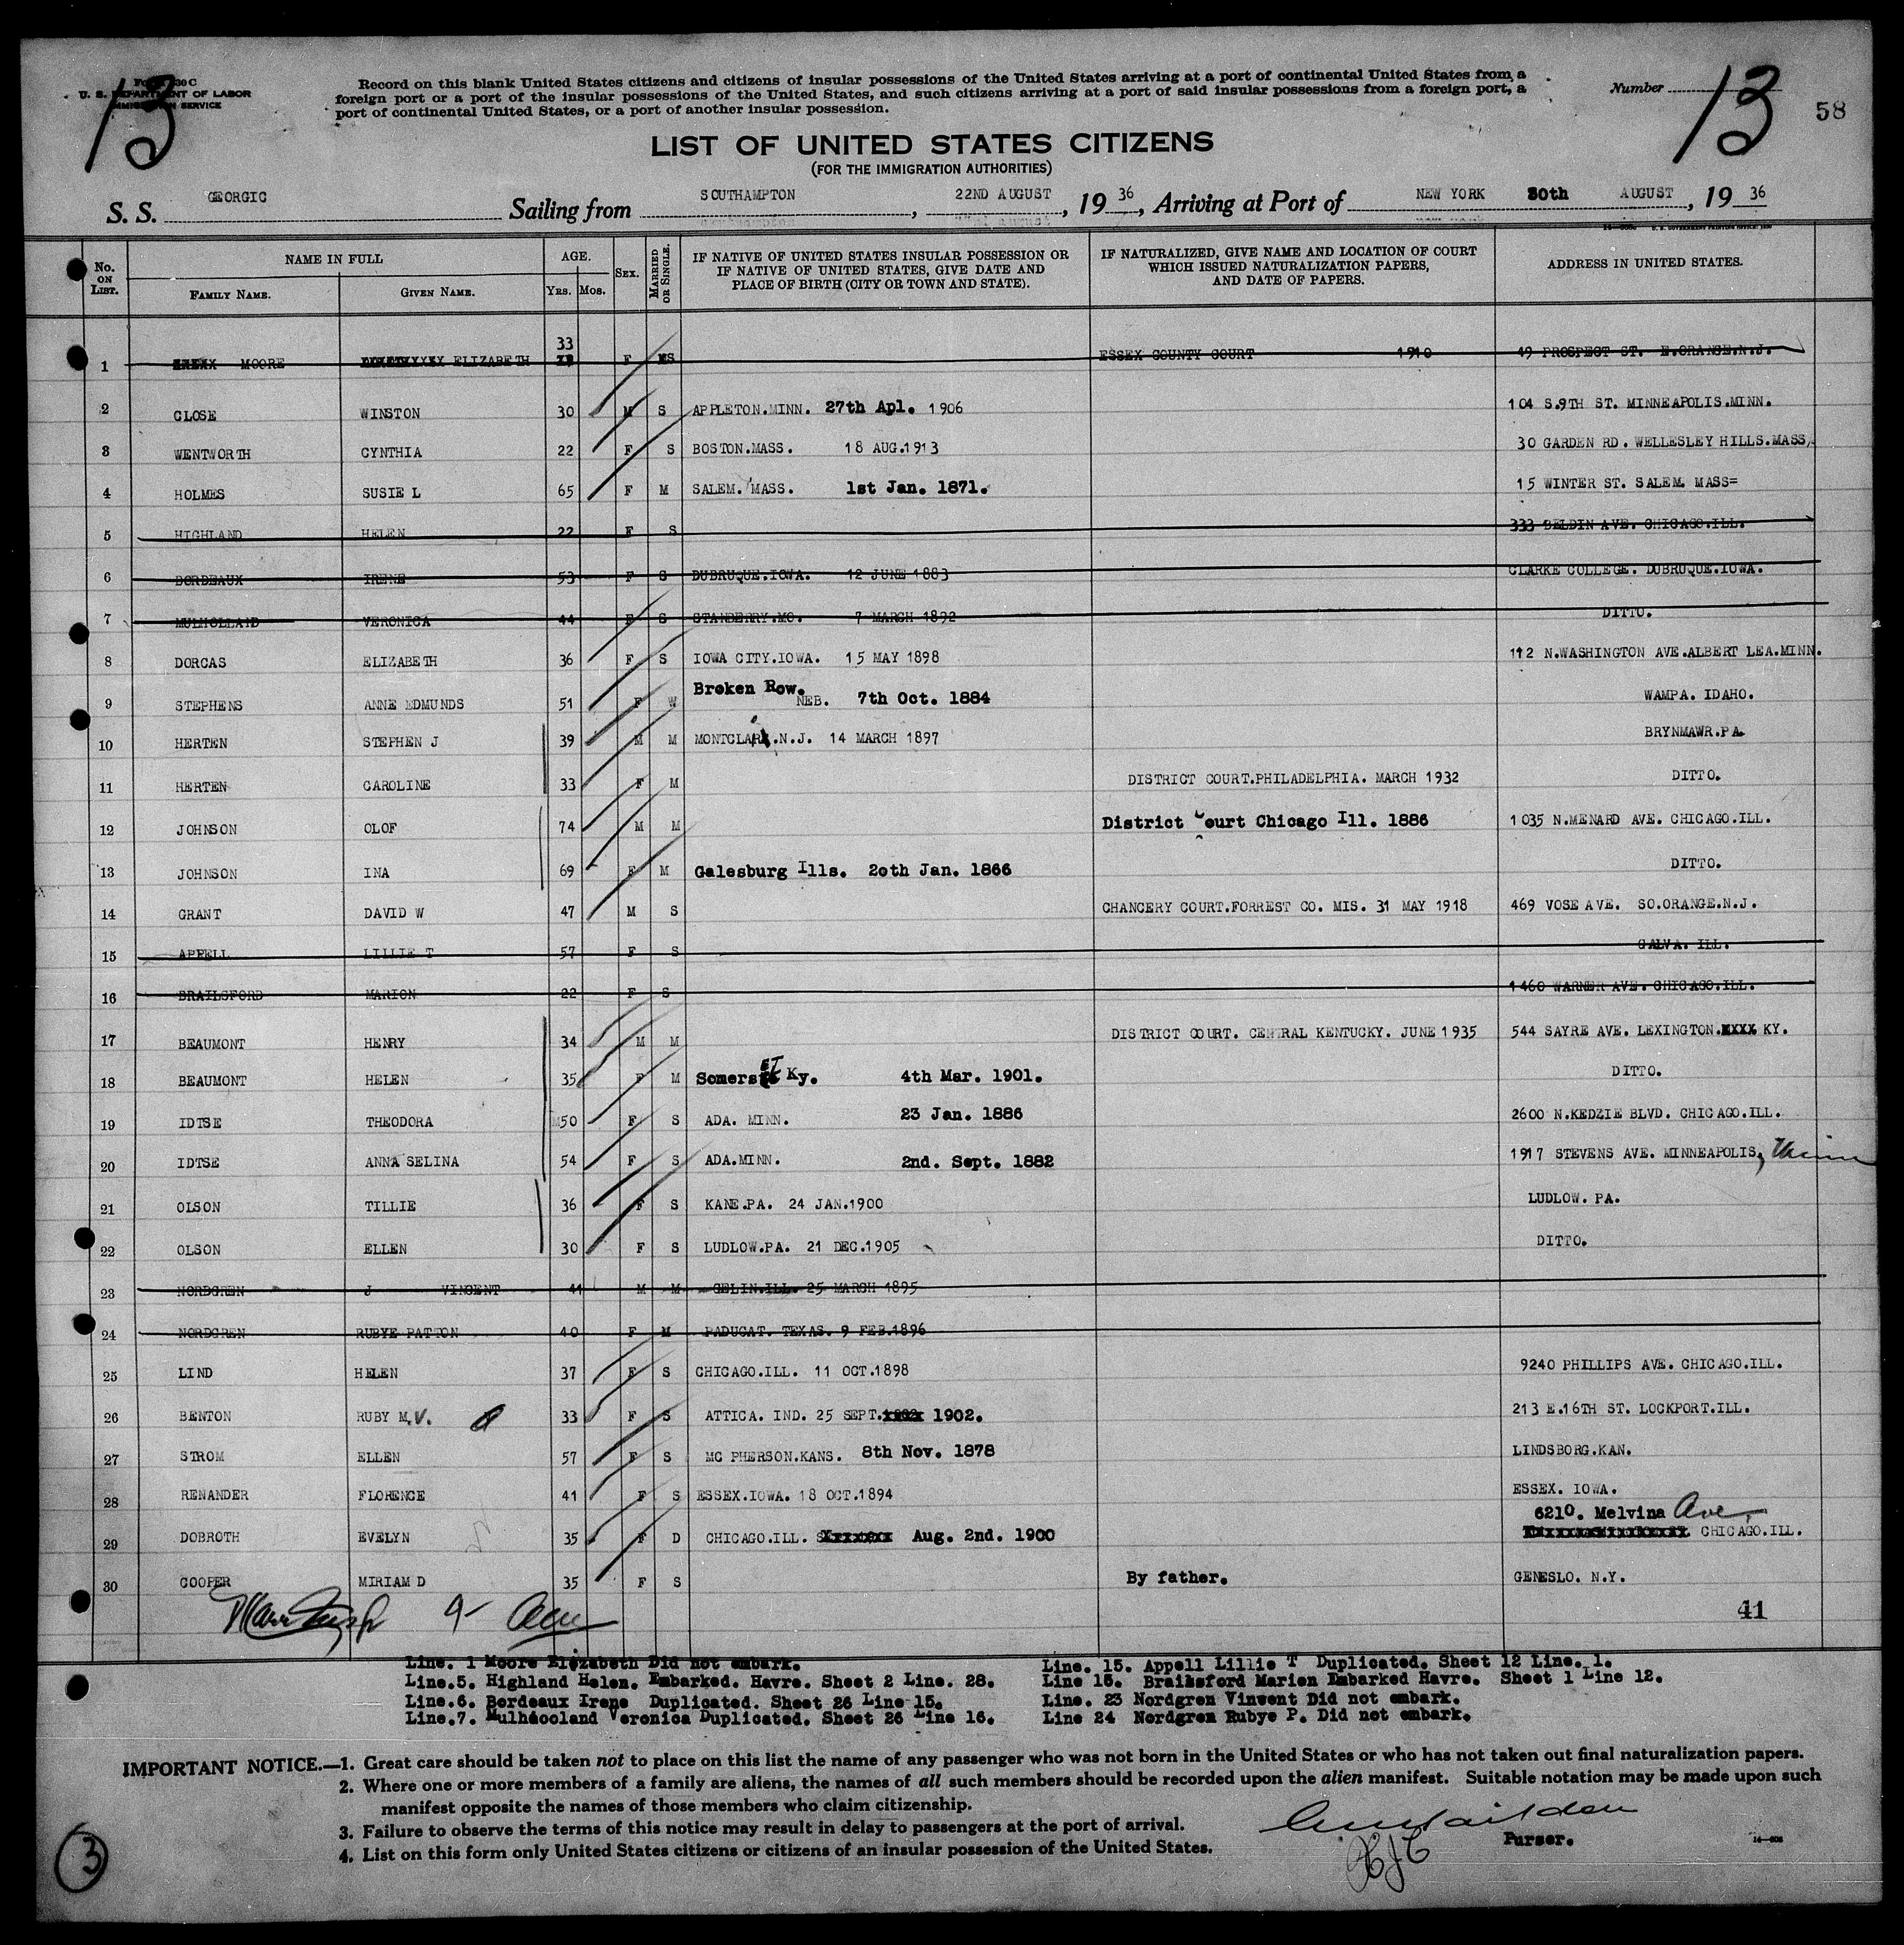 13
Form 630 C
U. S. DEPARTMENT OF LABOR
IMMIGRATION SERVICE
Record on this blank United States citizens and citizens of insular possessions of the United States arriving at a port of continental United States from a
foreign port or a port of the insular possessions of the United States, and such citizens arriving at a port of said insular possessions from a foreign port, a
port of continental United States, or a port of another insular possession.
Number 13
58
LIST OF UNITED STATES CITIZENS
(FOR THE IMMIGRATION AUTHORITIES)
S. S. GEORGIC Sailing from SOUTHAMPTON, 22ND AUGUST, 19 36, Arriving at Port of NEW YORK 30th AUGUST, 19 36
No. ON LIST. NAME IN FULL FAMILY NAME. GIVEN NAME. AGE. YRS. MOS. SEX. MARRIED OR SINGLE. IF NATIVE OF UNITED STATES INSULAR POSSESSION OR IF NATIVE OF UNITED STATES, GIVE DATE AND PLACE OF BIRTH (CITY OR TOWN AND STATE). IF NATURALIZED, GIVE NAME AND LOCATION OF COURT WHICH ISSUED NATURALIZATION PAPERS, AND DATE OF PAPERS. ADDRESS IN UNITED STATES.
1 MOORE ELIZABETH 33 F S ESSEX COUNTY COURT 1910 49 PROSPECT ST. E.ORANGE.N.J.
2 CLOSE WINSTON 30 M S APPLETON.MINN. 27th Apl. 1906 104 S.9TH ST. MINNEAPOLIS.MINN.
3 WENTWORTH CYNTHIA 22 F S BOSTON.MASS. 18 AUG.1913 30 GARDEN RD. WELLESLEY HILLS.MASS.
4 HOLMES SUSIE L 65 F M SALEM. MASS. 1st Jan. 1871. 15 WINTER ST. SALEM. MASS=
5 HIGHLAND HELEN 22 F S 333 BELDIN AVE. CHICAGO.ILL.
6 BORDEAUX IRENE 53 F S DUBRUQUE.IOWA. 12 JUNE 1883 CLARKE COLLEGE. DUBRUQUE.IOWA.
7 MULHOLLAND VERONICA 44 F S STANBERRY.MO. 7 MARCH 1892 DITTO.
8 DORCAS ELIZABETH 36 F S IOWA CITY.IOWA. 15 MAY 1898 112 N.WASHINGTON AVE.ALBERT LEA.MINN.
9 STEPHENS ANNE EDMUNDS 51 F W Broken Row. NEB. 7th Oct. 1884 WAMPA. IDAHO.
10 HERTEN STEPHEN J 39 M M MONTCLAIR.N.J. 14 MARCH 1897 BRYNMAWR.PA.
11 HERTEN CAROLINE 33 F M DISTRICT COURT.PHILADELPHIA. MARCH 1932 DITTO.
12 JOHNSON OLOF 74 M M District Court Chicago Ill. 1886 1035 N.MENARD AVE. CHICAGO.ILL.
13 JOHNSON INA 69 F M Galesburg Ills. 2oth Jan. 1866 DITTO.
14 GRANT DAVID W 47 M S CHANCERY COURT.FORREST CO. MIS. 31 MAY 1918 469 VOSE AVE. SO.ORANGE.N.J.
15 APPELL LILLIE T 57 F S GALVA. ILL.
16 BRAILSFORD MARION 22 F S 1460 WARNER AVE. CHICAGO.ILL.
17 BEAUMONT HENRY 34 M M DISTRICT COURT. CENTRAL KENTUCKY. JUNE 1935 544 SAYRE AVE. LEXINGTON.XXXX KY.
18 BEAUMONT HELEN 35 F M Somerset Ky. 4th Mar. 1901. DITTO.
19 IDTSE THEODORA 50 F S ADA. MINN. 23 Jan. 1886 2600 N.KEDZIE BLVD. CHICAGO.ILL.
20 IDTSE ANNA SELINA 54 F S ADA.MINN. 2nd. Sept. 1882 1917 STEVENS AVE. MINNEAPOLIS, Minn
21 OLSON TILLIE 36 F S KANE.PA. 24 JAN.1900 LUDLOW. PA.
22 OLSON ELLEN 30 F S LUDLOW.PA. 21 DEC.1905 DITTO.
23 NORDGREN J VINCENT 41 M M GELIN.ILL. 25 MARCH 1895
24 NORDGREN RUBYE PATTON 40 F M PADUCAT. TEXAS. 9 FEB.1896
25 LIND HELEN 37 F S CHICAGO.ILL. 11 OCT.1898 9240 PHILLIPS AVE. CHICAGO.ILL.
26 BENTON RUBY M.V. 33 F S ATTICA. IND. 25 SEPT. 1902. 213 E.16TH ST. LOCKPORT.ILL.
27 STROM ELLEN 57 F S MC PHERSON.KANS. 8th Nov. 1878 LINDSBORG.KAN.
28 RENANDER FLORENCE 41 F S ESSEX.IOWA. 18 OCT.1894 ESSEX. IOWA.
29 DOBROTH EVELYN 35 F D CHICAGO.ILL. Aug. 2nd. 1900 6210. Melvina Ave. CHICAGO.ILL.
30 COOPER MIRIAM D 35 F S By father. GENESLO. N.Y.
41
Line. 1 Moore Elizabeth Did not embark.
Line.5. Highland Helen. Embarked. Havre. Sheet 2 Line. 28.
Line.6. Bordeaux Irene Duplicated. Sheet 26 Line 15.
Line.7. Mulhooland Veronica Duplicated. Sheet 26 Line 16.
Line. 15. Appell Lillie T Duplicated. Sheet 12 Line. 1.
Line 16. Brailsford Marion Embarked Havre. Sheet 1 Line 12.
Line. 23 Nordgren Vinvent Did not embark.
Line 24 Nordgren Rubye P. Did not embark.
IMPORTANT NOTICE.—1. Great care should be taken not to place on this list the name of any passenger who was not born in the United States or who has not taken out final naturalization papers.
2. Where one or more members of a family are aliens, the names of all such members should be recorded upon the alien manifest. Suitable notation may be made upon such
manifest opposite the names of those members who claim citizenship.
3. Failure to observe the terms of this notice may result in delay to passengers at the port of arrival.
4. List on this form only United States citizens or citizens of an insular possession of the United States.
Purser.
3